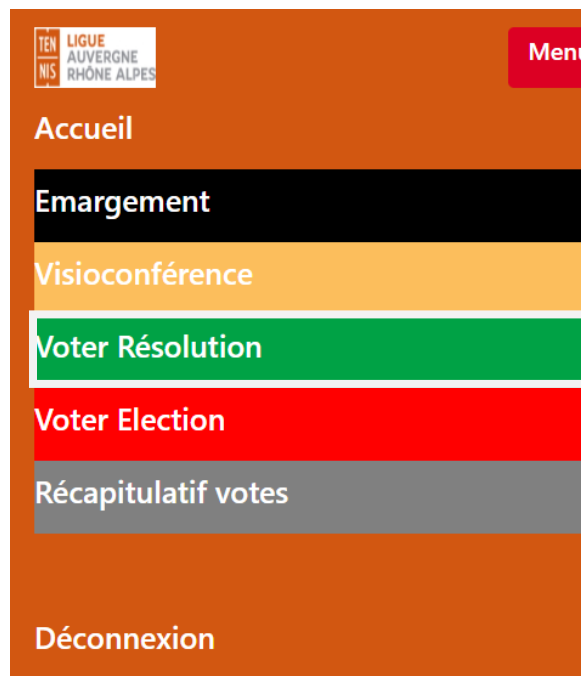 TEN
NIS
LIGUE
AUVERGNE
RHÔNE ALPES
Menu
Accueil
Emargement
Visioconférence
Voter Résolution
Voter Election
Récapitulatif votes
Déconnexion